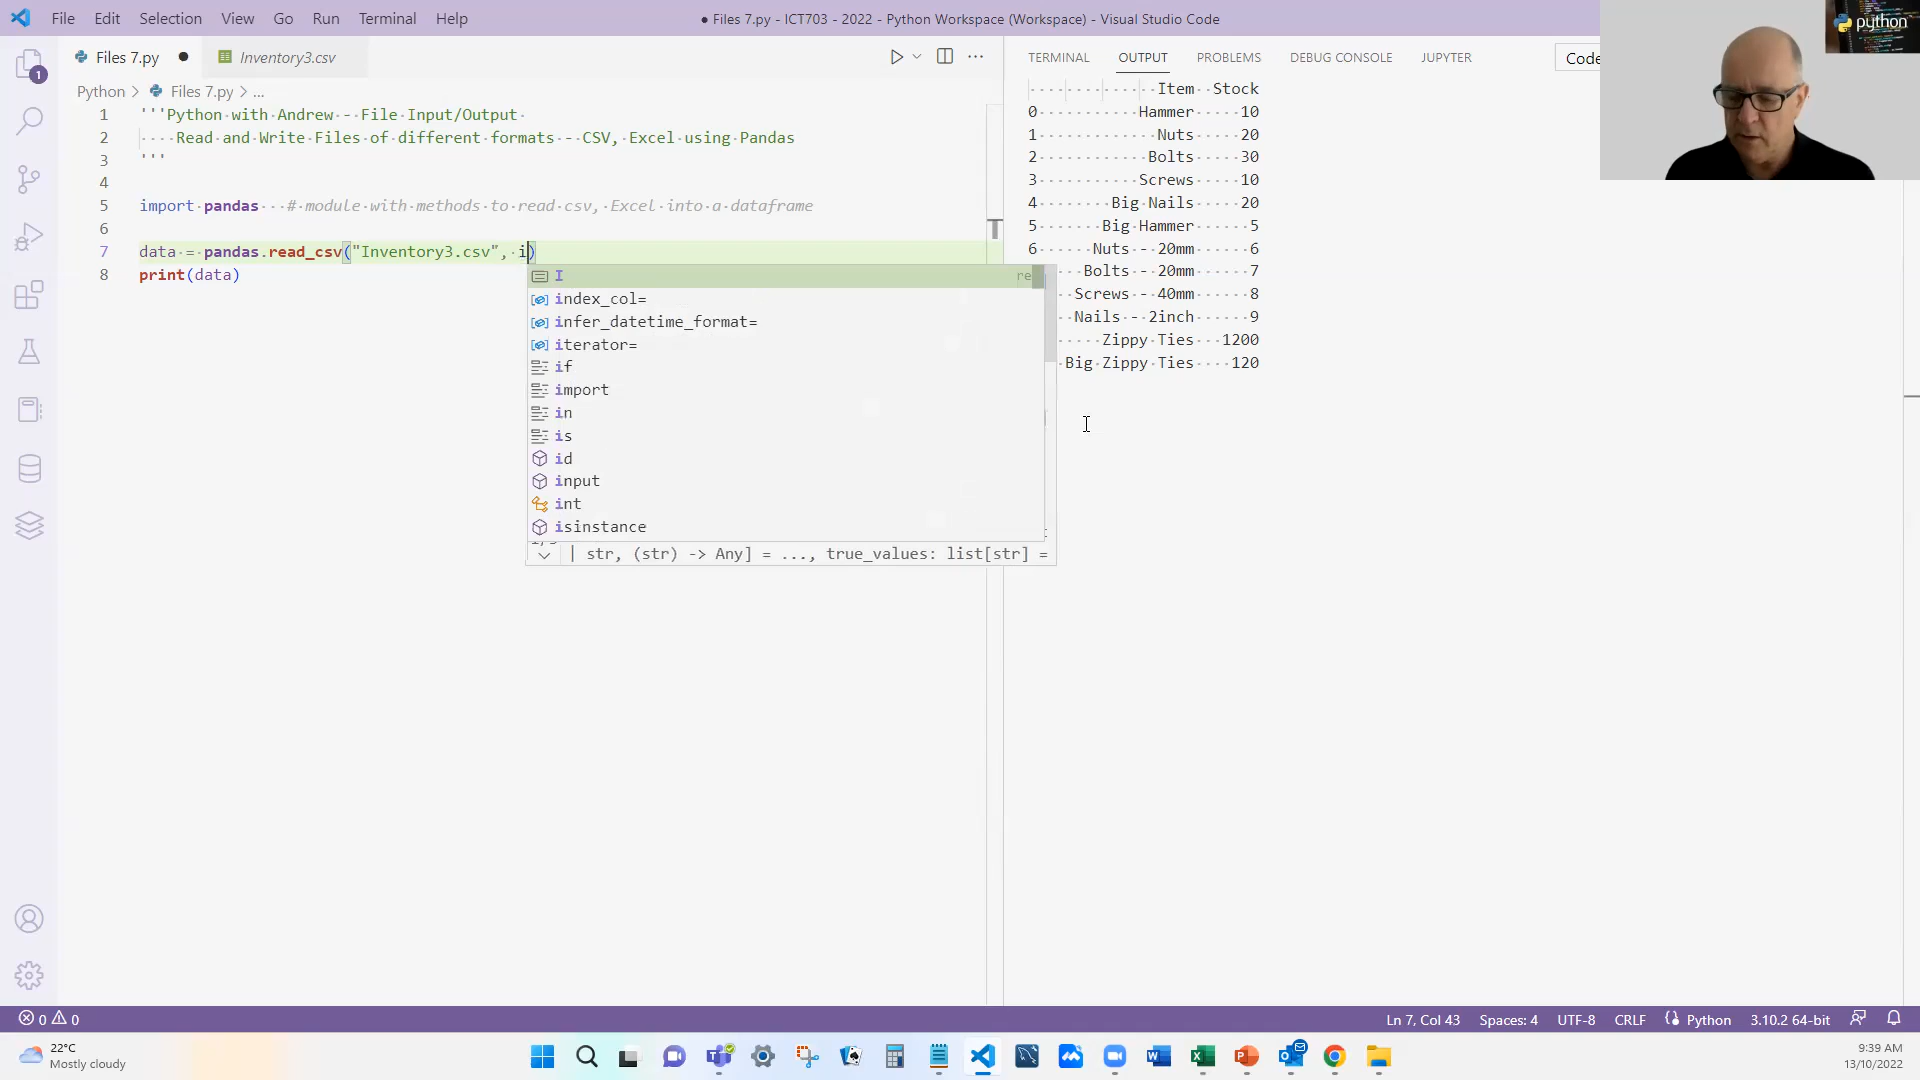 File Edit Selection View Go Run Terminal Help
● Files 7.py - ICT703 - 2022 - Python Workspace (Workspace) - Visual Studio Code
python
Files 7.py ●
Inventory3.csv
Python > Files 7.py > ...
1 '''Python with Andrew - File Input/Output
2 Read and Write Files of different formats - CSV, Excel using Pandas
3 '''
4
5 import pandas # module with methods to read csv, Excel into a dataframe
6
7 data = pandas.read_csv("Inventory3.csv", i)
8 print(data)
I re
index_col=
infer_datetime_format=
iterator=
if
import
in
is
id
input
int
isinstance
| str, (str) -> Any] = ..., true_values: list[str] =
TERMINAL OUTPUT PROBLEMS DEBUG CONSOLE JUPYTER Code
Item Stock
0 Hammer 10
1 Nuts 20
2 Bolts 30
3 Screws 10
4 Big Nails 20
5 Big Hammer 5
6 Nuts - 20mm 6
Bolts - 20mm 7
Screws - 40mm 8
Nails - 2inch 9
Zippy Ties 1200
Big Zippy Ties 120
1
0 0
Ln 7, Col 43 Spaces: 4 UTF-8 CRLF Python 3.10.2 64-bit
22°C
Mostly cloudy
9:39 AM
13/10/2022